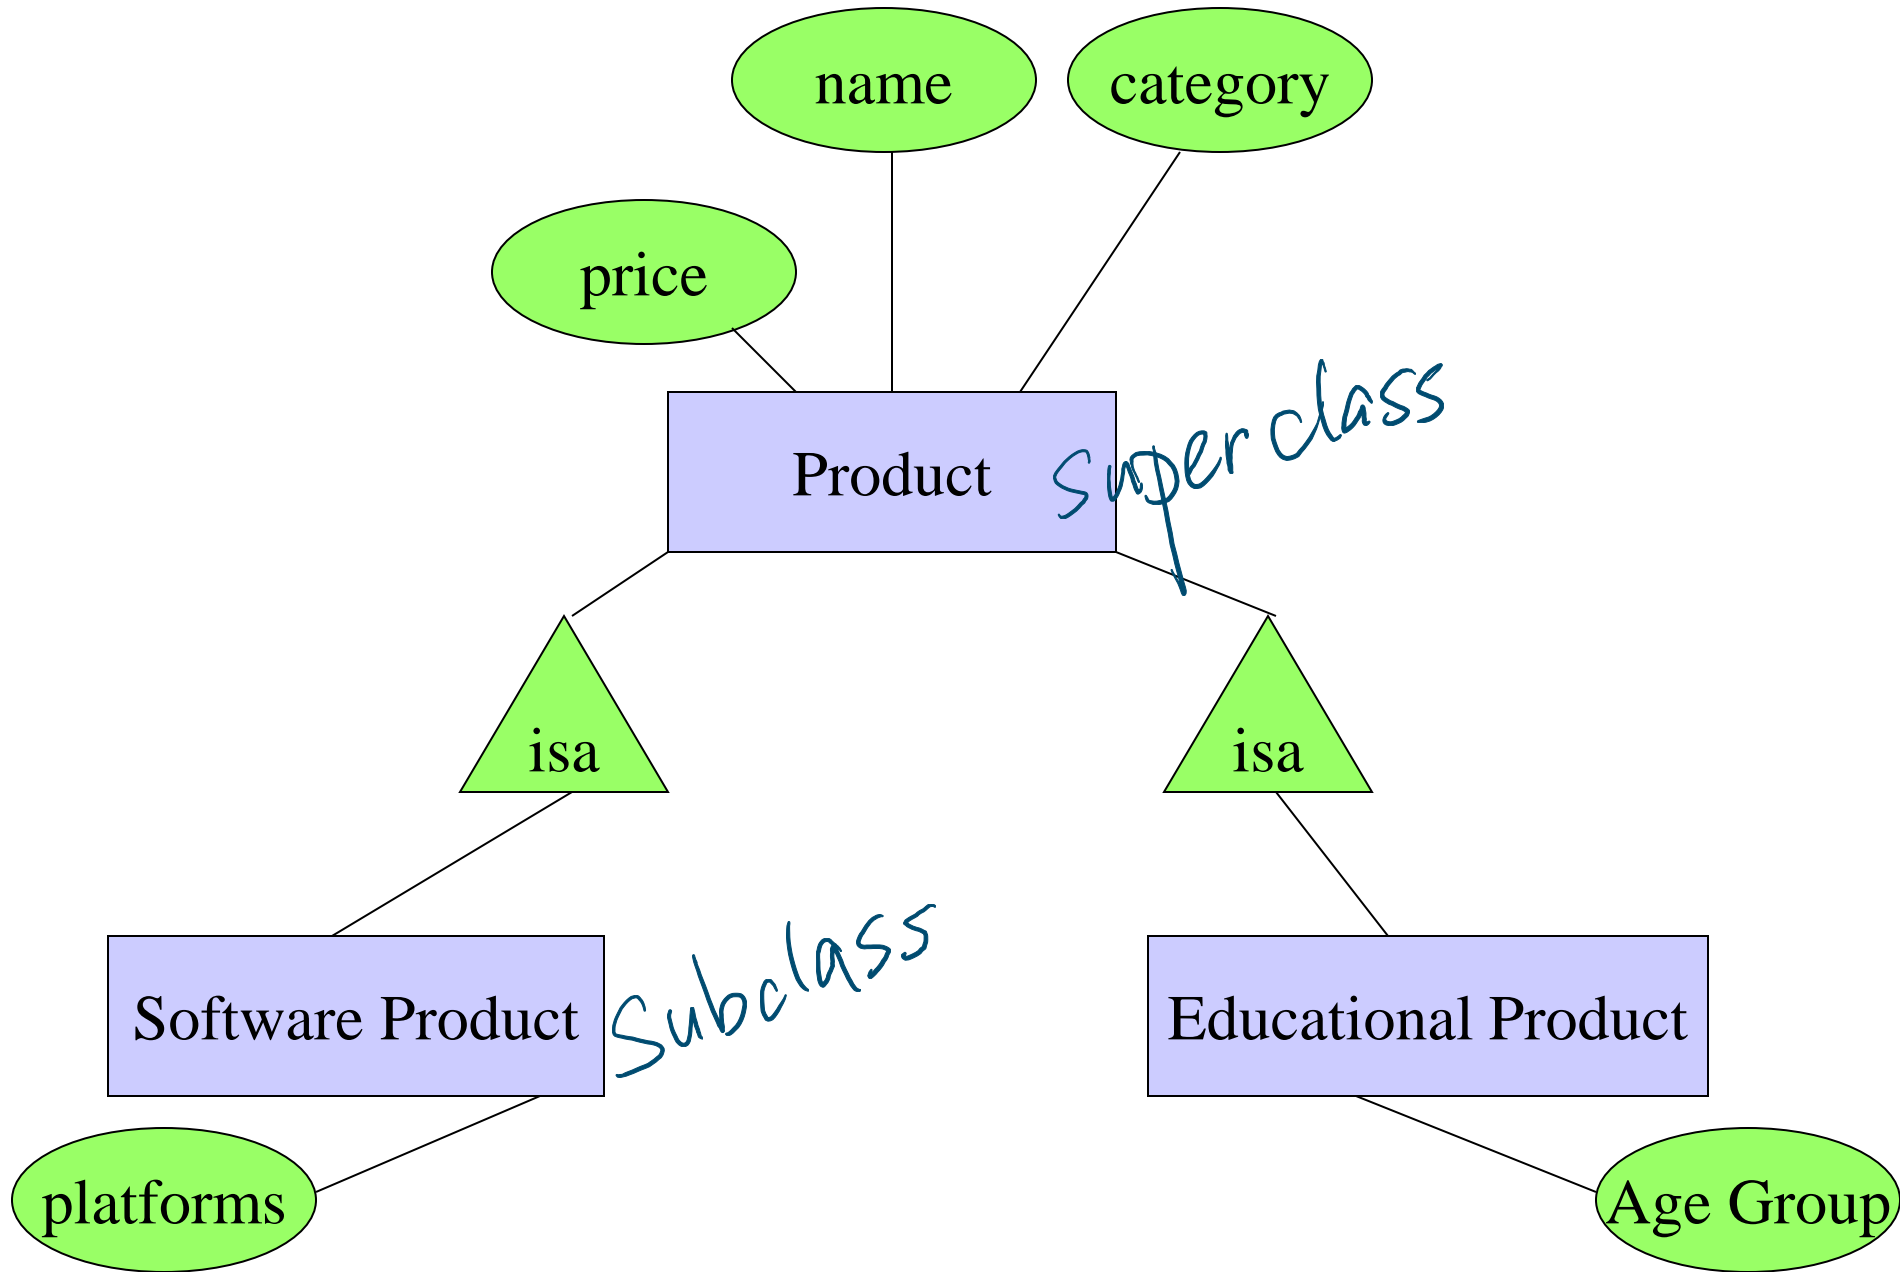 name
category
price
Product
Superclass
isa
isa
Software Product
Subclass
Educational Product
platforms
Age Group